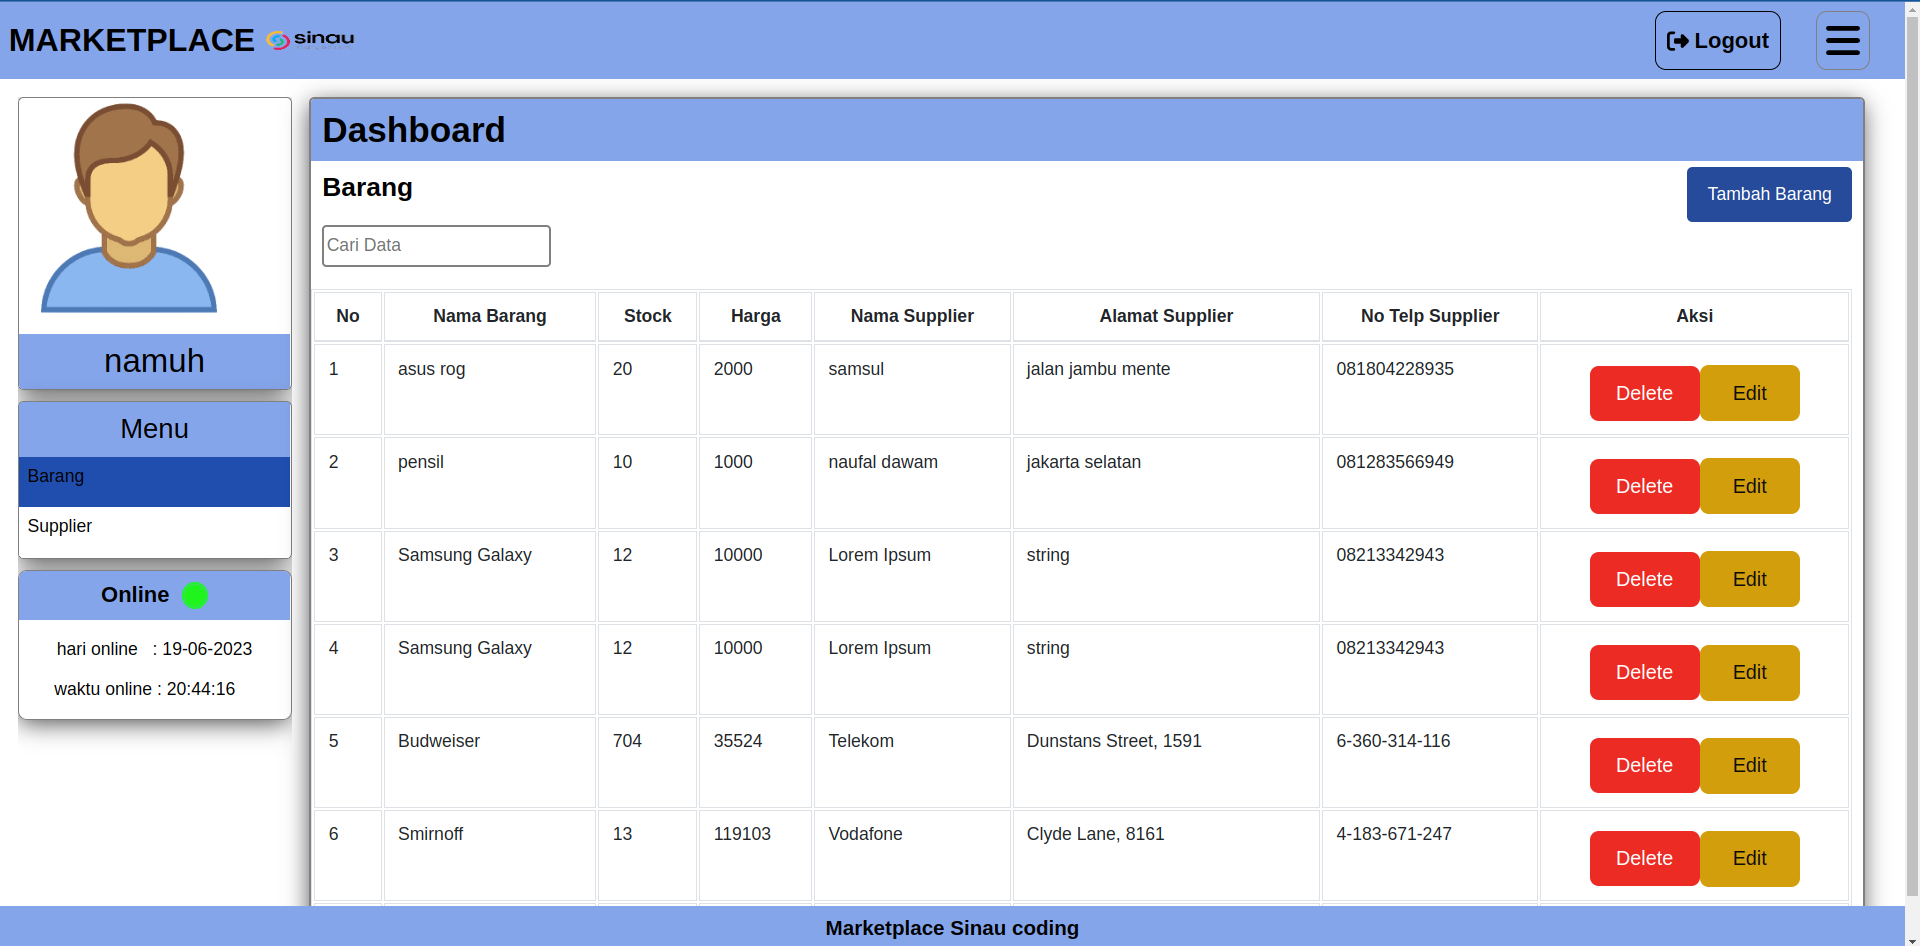 MARKETPLACE sinau
Logout
namuh
Menu
Barang
Supplier
Online
hari online : 19-06-2023
waktu online : 20:44:16
Dashboard
Barang
Tambah Barang
Cari Data
No Nama Barang Stock Harga Nama Supplier Alamat Supplier No Telp Supplier Aksi
1 asus rog 20 2000 samsul jalan jambu mente 081804228935 Delete Edit
2 pensil 10 1000 naufal dawam jakarta selatan 081283566949 Delete Edit
3 Samsung Galaxy 12 10000 Lorem Ipsum string 08213342943 Delete Edit
4 Samsung Galaxy 12 10000 Lorem Ipsum string 08213342943 Delete Edit
5 Budweiser 704 35524 Telekom Dunstans Street, 1591 6-360-314-116 Delete Edit
6 Smirnoff 13 119103 Vodafone Clyde Lane, 8161 4-183-671-247 Delete Edit
Marketplace Sinau coding